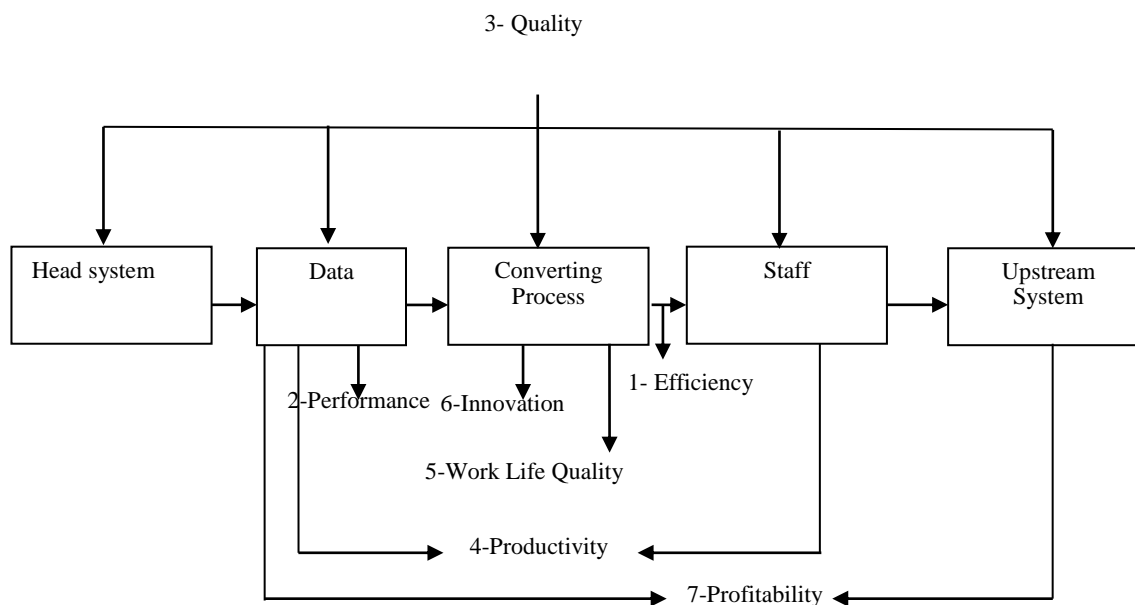 3- Quality
Head system
Data
Converting
Process
Staff
Upstream
System
1- Efficiency
2-Performance
6-Innovation
5-Work Life Quality
4-Productivity
7-Profitability